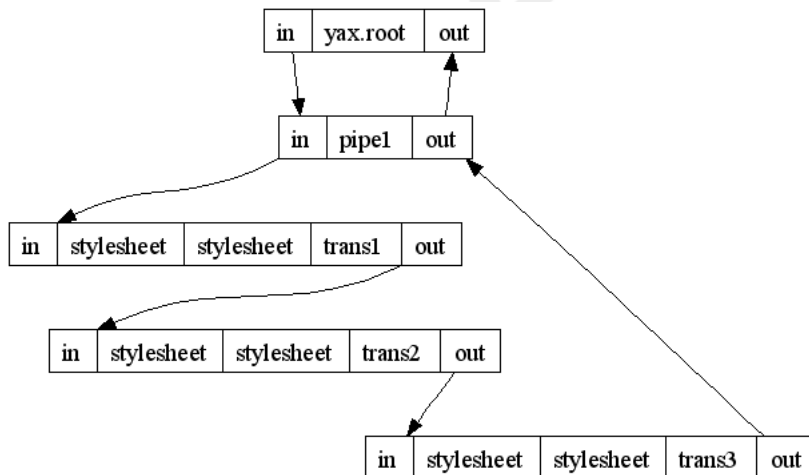 in yax.root out
in pipe1 out
in stylesheet stylesheet trans1 out
in stylesheet stylesheet trans2 out
in stylesheet stylesheet trans3 out